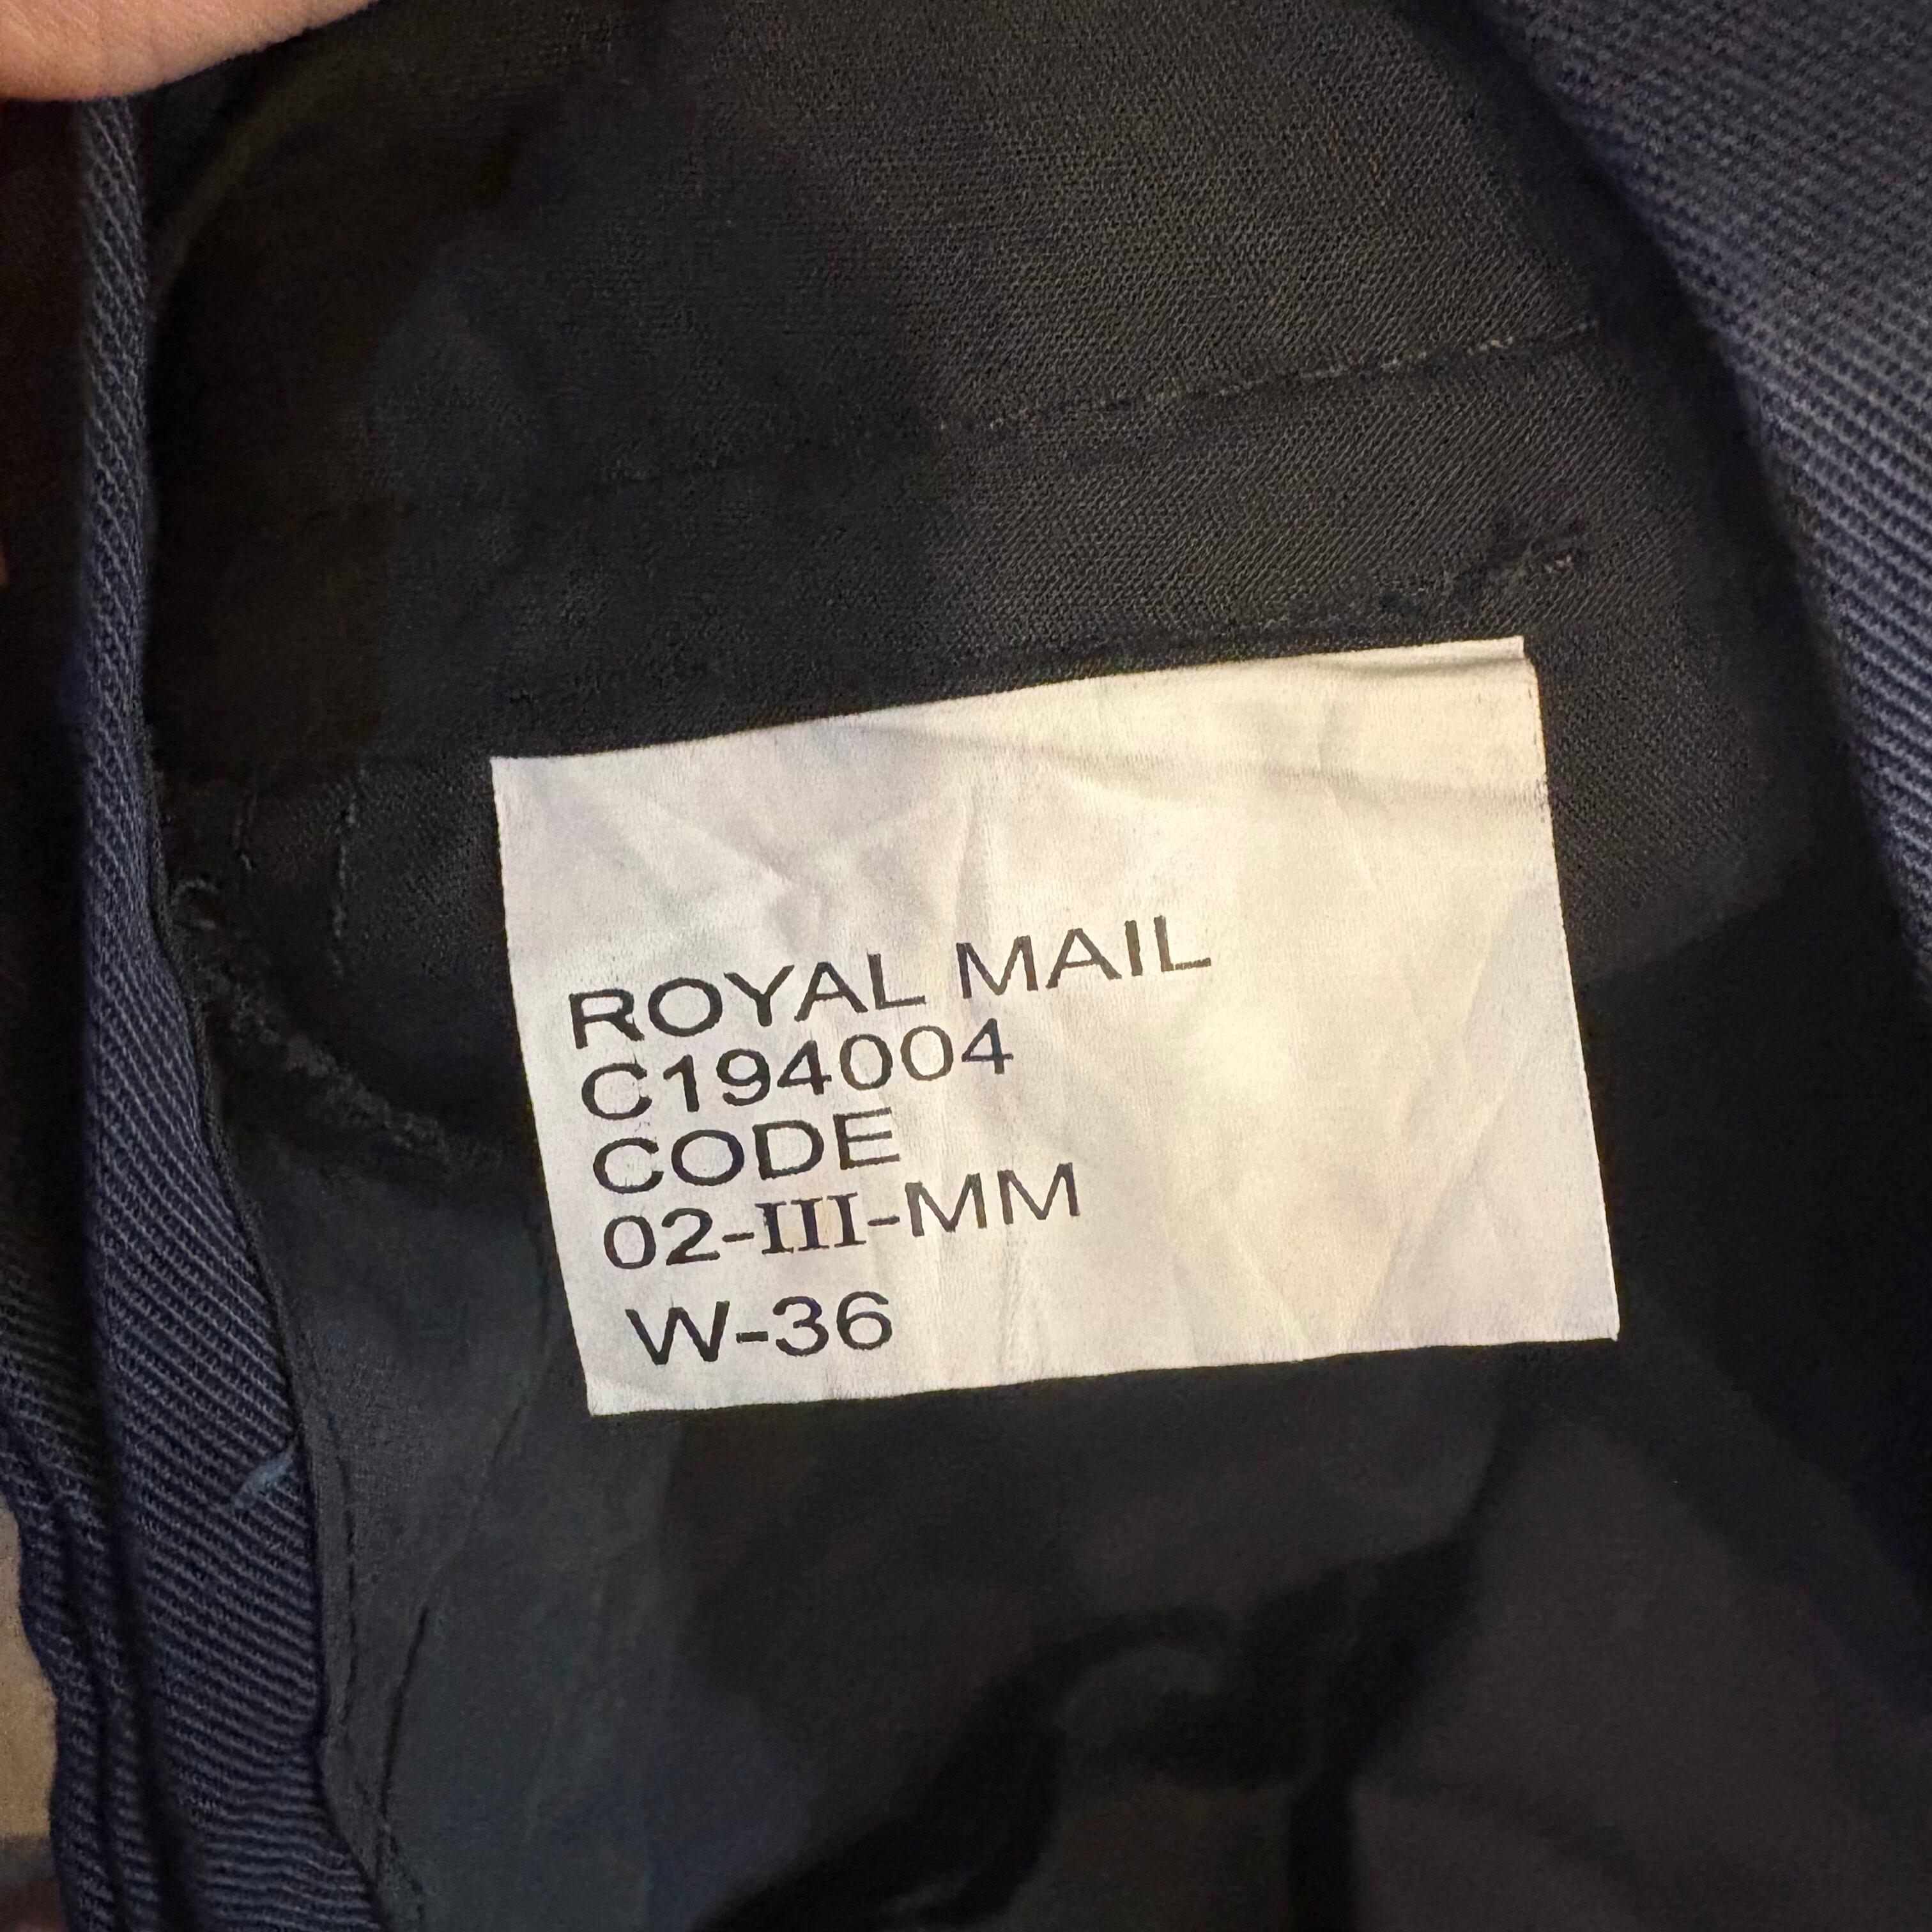 ROYAL MAIL
C194004
CODE
02-III-MM
W-36